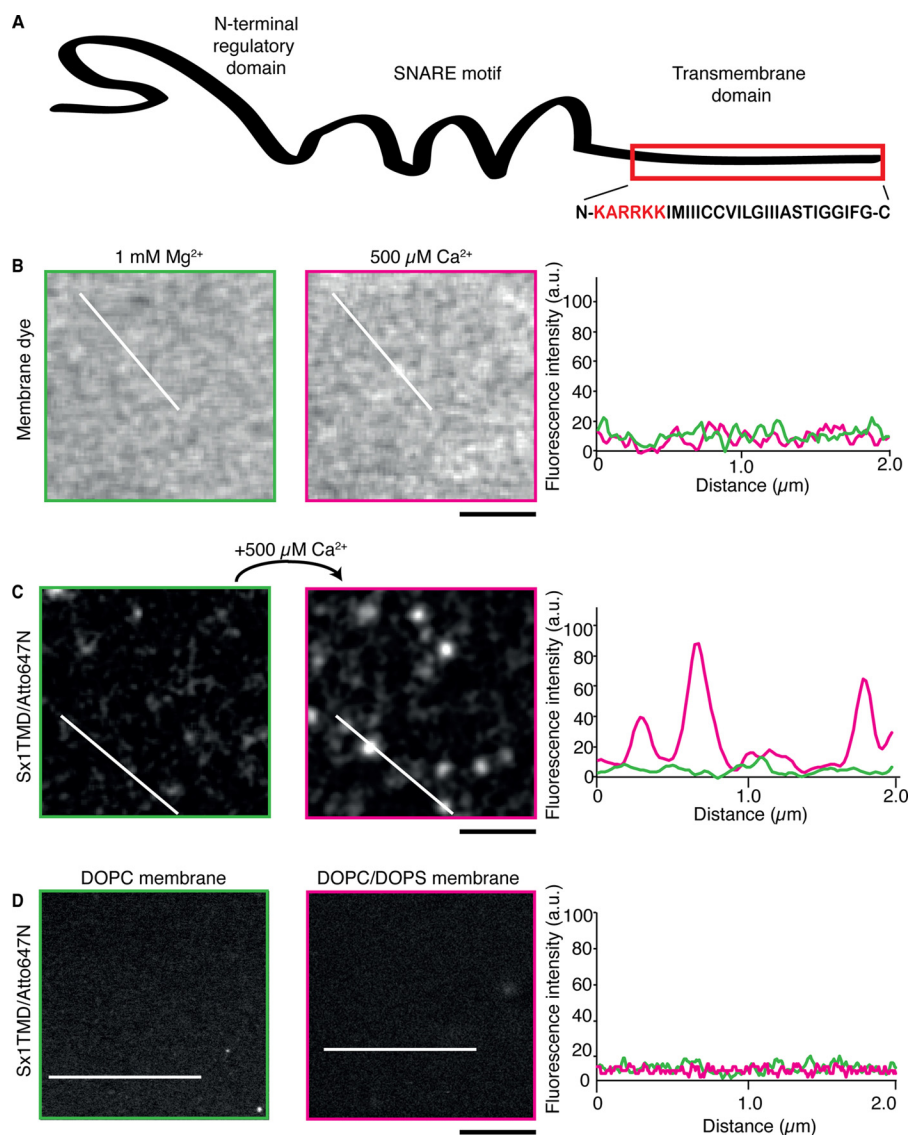 A
N-terminal
regulatory
domain
SNARE motif
Transmembrane
domain
N-KARRKKIMIIICCVILGIIIASTIGGIFG-C
B
1 mM Mg²⁺
500 µM Ca²⁺
Membrane dye
Fluorescence intensity (a.u.)
100
80
60
40
20
0
0
1.0
2.0
Distance (µm)
+500 µM Ca²⁺
C
Sx1TMD/Atto647N
Fluorescence intensity (a.u.)
100
80
60
40
20
0
0
1.0
2.0
Distance (µm)
DOPC membrane
DOPC/DOPS membrane
D
Sx1TMD/Atto647N
Fluorescence intensity (a.u.)
100
80
60
40
20
0
0
1.0
2.0
Distance (µm)